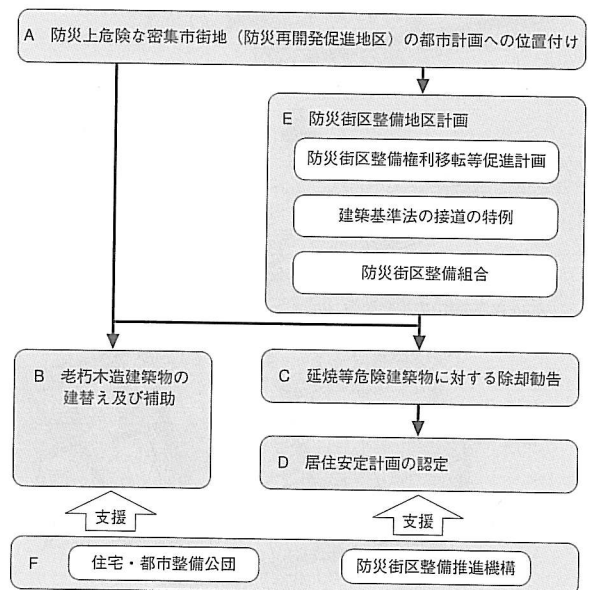 A 防災上危険な密集市街地（防災再開発促進地区）の都市計画への位置付け
E 防災街区整備地区計画
防災街区整備権利移転等促進計画
建築基準法の接道の特例
防災街区整備組合
B 老朽木造建築物の
建替え及び補助
C 延焼等危険建築物に対する除却勧告
D 居住安定計画の認定
支援
支援
F 住宅・都市整備公団
防災街区整備推進機構